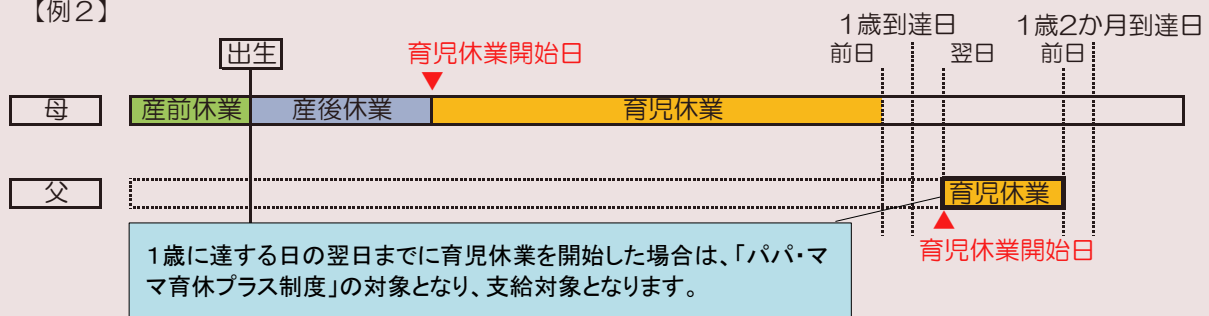 【例２】
１歳到達日
１歳２か月到達日
出生
育児休業開始日
前日
翌日
前日
母
産前休業
産後休業
育児休業
父
育児休業
育児休業開始日
１歳に達する日の翌日までに育児休業を開始した場合は、「パパ・マ
マ育休プラス制度」の対象となり、支給対象となります。